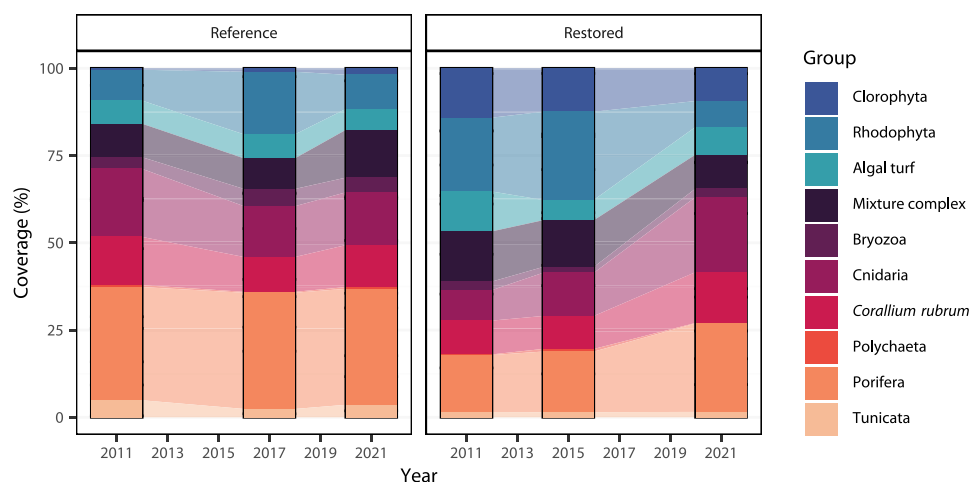 Reference
Restored
Coverage (%)
100
75
50
25
0
2011 2013 2015 2017 2019 2021
2011 2013 2015 2017 2019 2021
Year
Group
Clorophyta
Rhodophyta
Algal turf
Mixture complex
Bryozoa
Cnidaria
Corallium rubrum
Polychaeta
Porifera
Tunicata